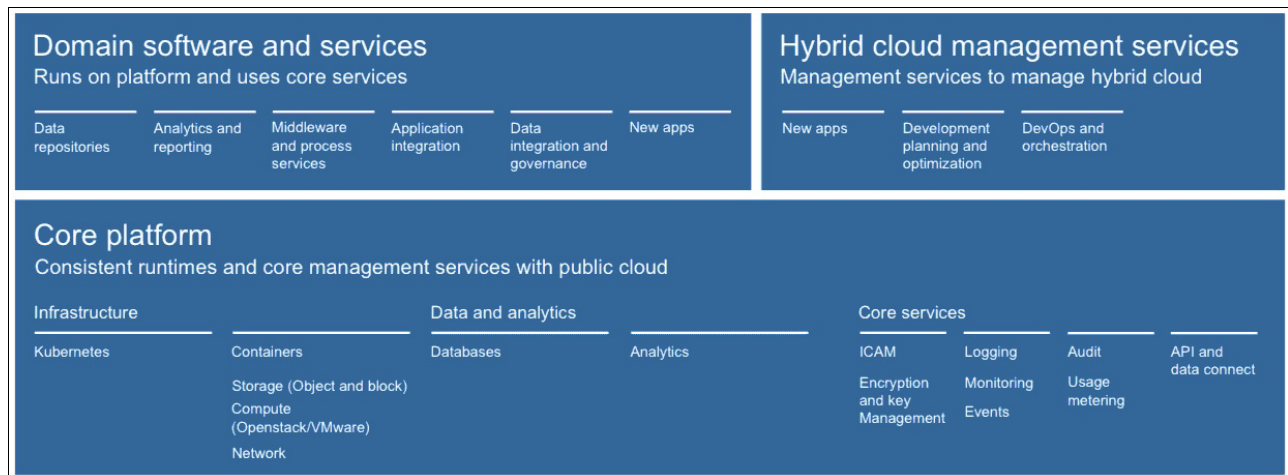 Domain software and services
Runs on platform and uses core services
Data
repositories
Analytics and
reporting
Middleware
and process
services
Application
integration
Data
integration and
governance
New apps
Hybrid cloud management services
Management services to manage hybrid cloud
New apps
Development
planning and
optimization
DevOps and
orchestration
Core platform
Consistent runtimes and core management services with public cloud
Infrastructure
Kubernetes
Containers
Storage (Object and block)
Compute
(Openstack/VMware)
Network
Data and analytics
Databases
Analytics
Core services
ICAM
Encryption
and key
Management
Logging
Monitoring
Events
Audit
Usage
metering
API and
data connect